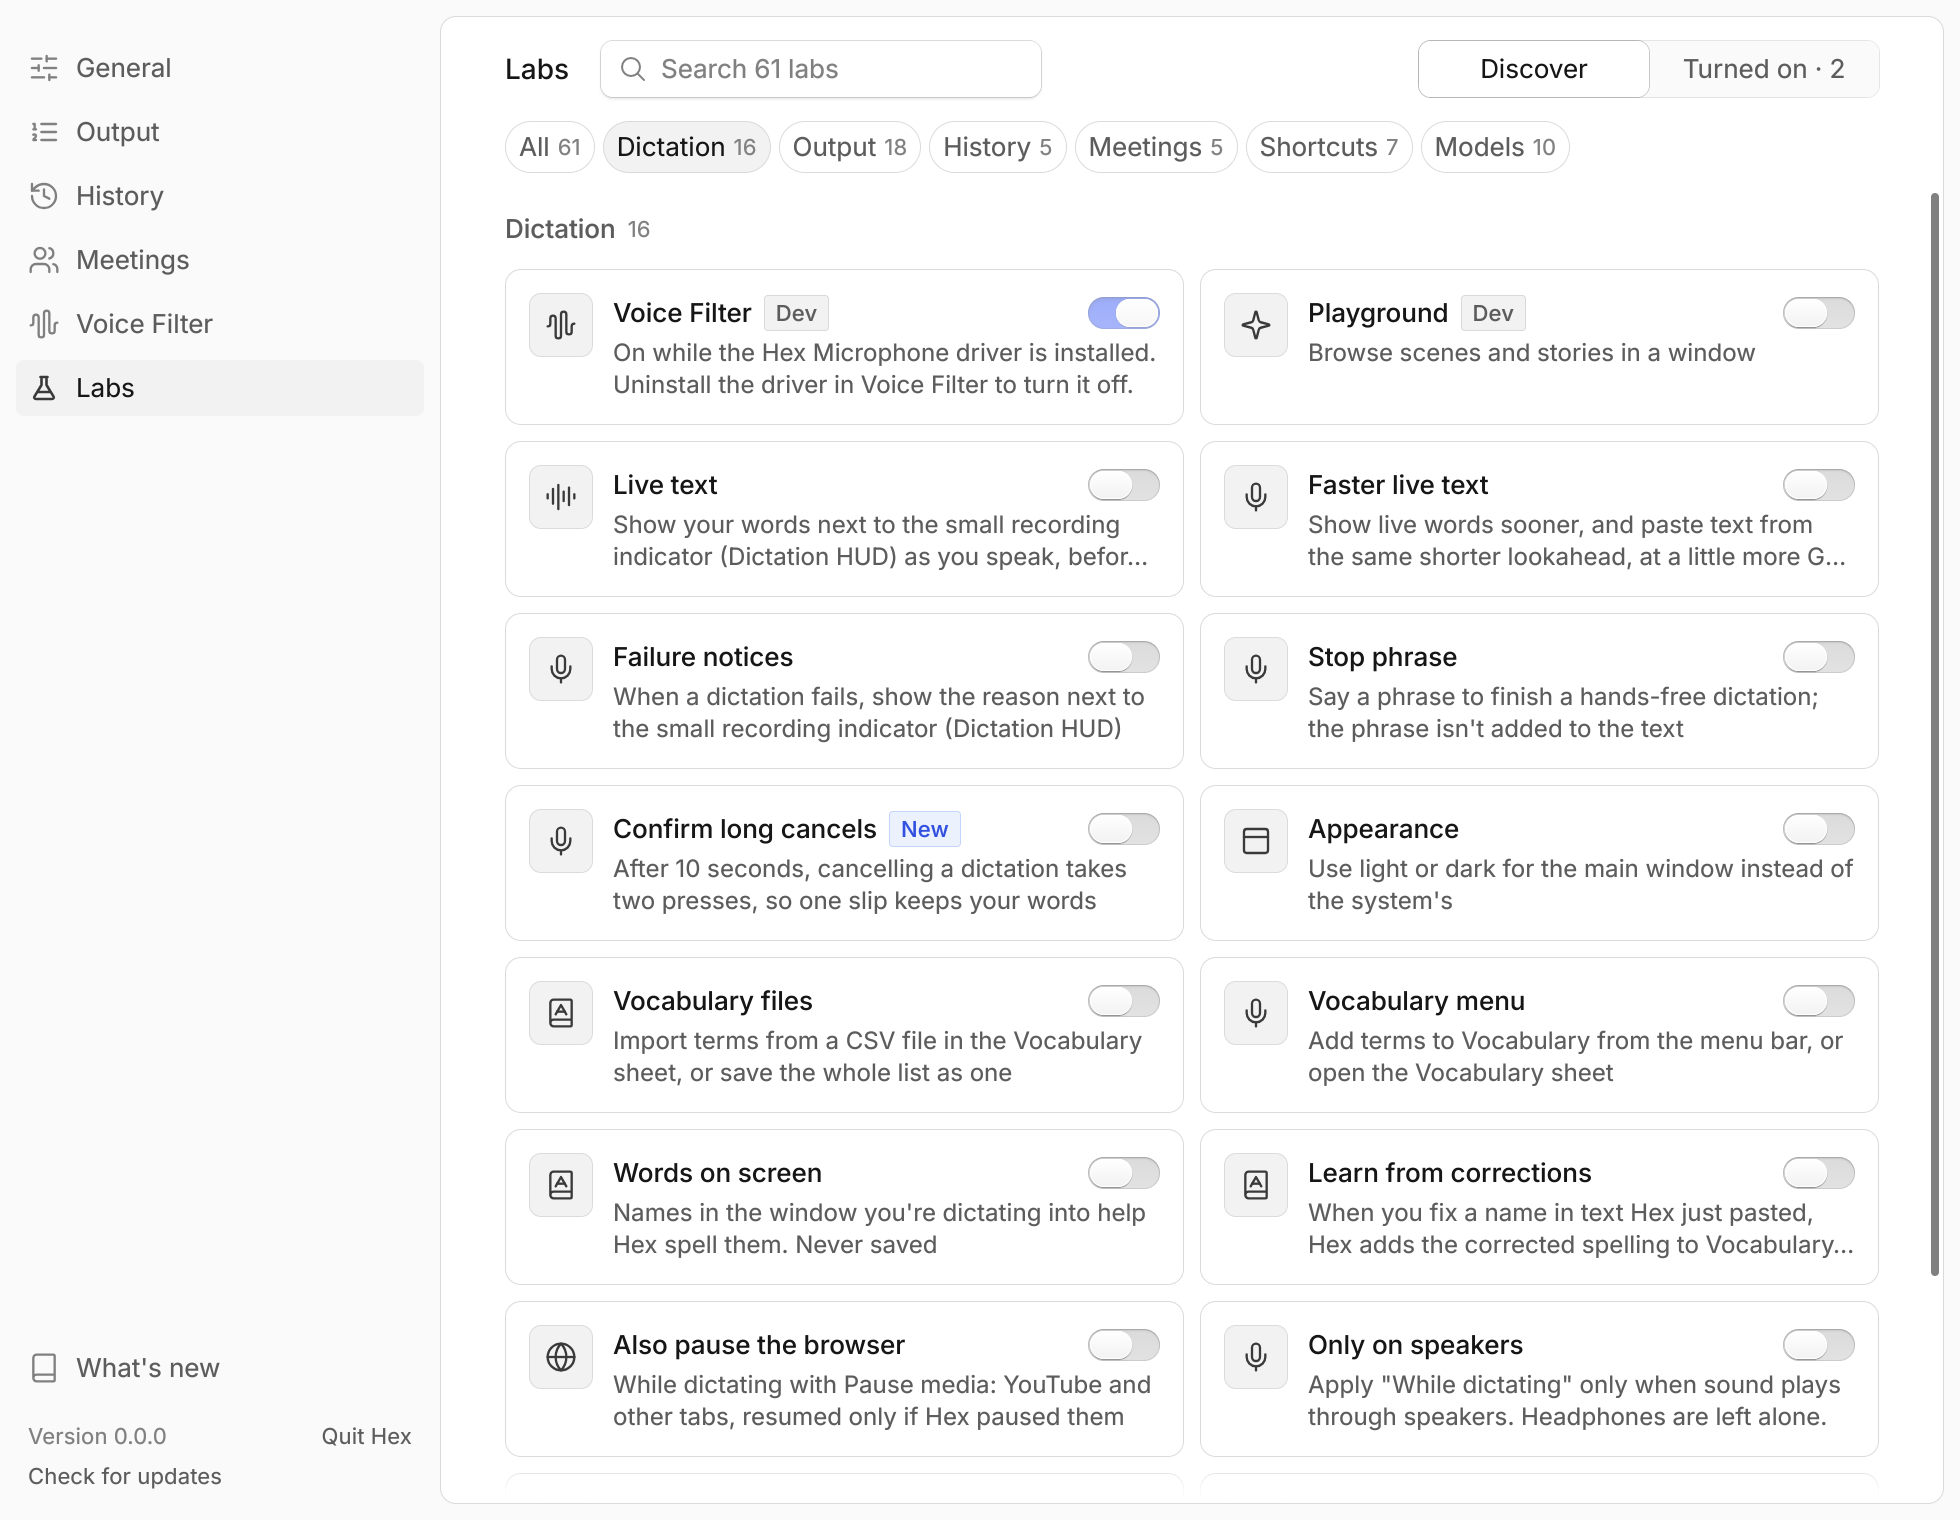 General
Output
History
Meetings
Voice Filter
Labs
What's new
Version 0.0.0
Quit Hex
Check for updates
Labs
Search 61 labs
Discover
Turned on · 2
All 61
Dictation 16
Output 18
History 5
Meetings 5
Shortcuts 7
Models 10
Dictation 16
Voice Filter Dev
On while the Hex Microphone driver is installed.
Uninstall the driver in Voice Filter to turn it off.
Playground Dev
Browse scenes and stories in a window
Live text
Show your words next to the small recording
indicator (Dictation HUD) as you speak, befor...
Faster live text
Show live words sooner, and paste text from
the same shorter lookahead, at a little more G...
Failure notices
When a dictation fails, show the reason next to
the small recording indicator (Dictation HUD)
Stop phrase
Say a phrase to finish a hands-free dictation;
the phrase isn't added to the text
Confirm long cancels New
After 10 seconds, cancelling a dictation takes
two presses, so one slip keeps your words
Appearance
Use light or dark for the main window instead of
the system's
Vocabulary files
Import terms from a CSV file in the Vocabulary
sheet, or save the whole list as one
Vocabulary menu
Add terms to Vocabulary from the menu bar, or
open the Vocabulary sheet
Words on screen
Names in the window you're dictating into help
Hex spell them. Never saved
Learn from corrections
When you fix a name in text Hex just pasted,
Hex adds the corrected spelling to Vocabulary...
Also pause the browser
While dictating with Pause media: YouTube and
other tabs, resumed only if Hex paused them
Only on speakers
Apply "While dictating" only when sound plays
through speakers. Headphones are left alone.